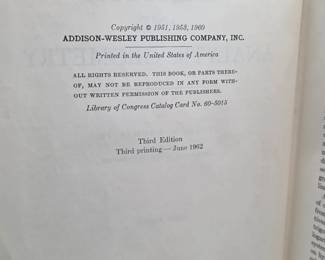 Copyright © 1951, 1958, 1960
ADDISON-WESLEY PUBLISHING COMPANY, INC.
Printed in the United States of America
ALL RIGHTS RESERVED. THIS BOOK, OR PARTS THERE-
OF, MAY NOT BE REPRODUCED IN ANY FORM WITH-
OUT WRITTEN PERMISSION OF THE PUBLISHERS.
Library of Congress Catalog Card No. 60-5015
Third Edition
Third printing — June 1962